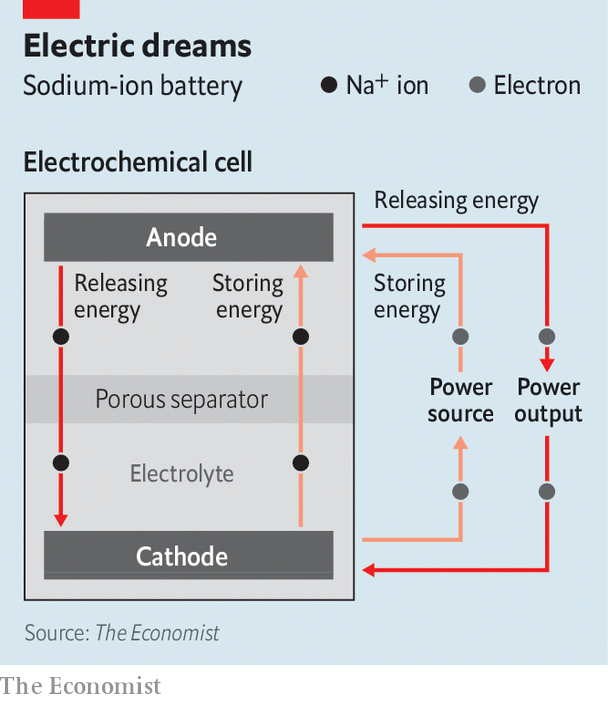 Electric dreams
Sodium-ion battery
Na⁺ ion
Electron
Electrochemical cell
Releasing energy
Anode
Releasing
energy
Storing
energy
Storing
energy
Porous separator
Power
source
Power
output
Electrolyte
Cathode
Source: The Economist
The Economist